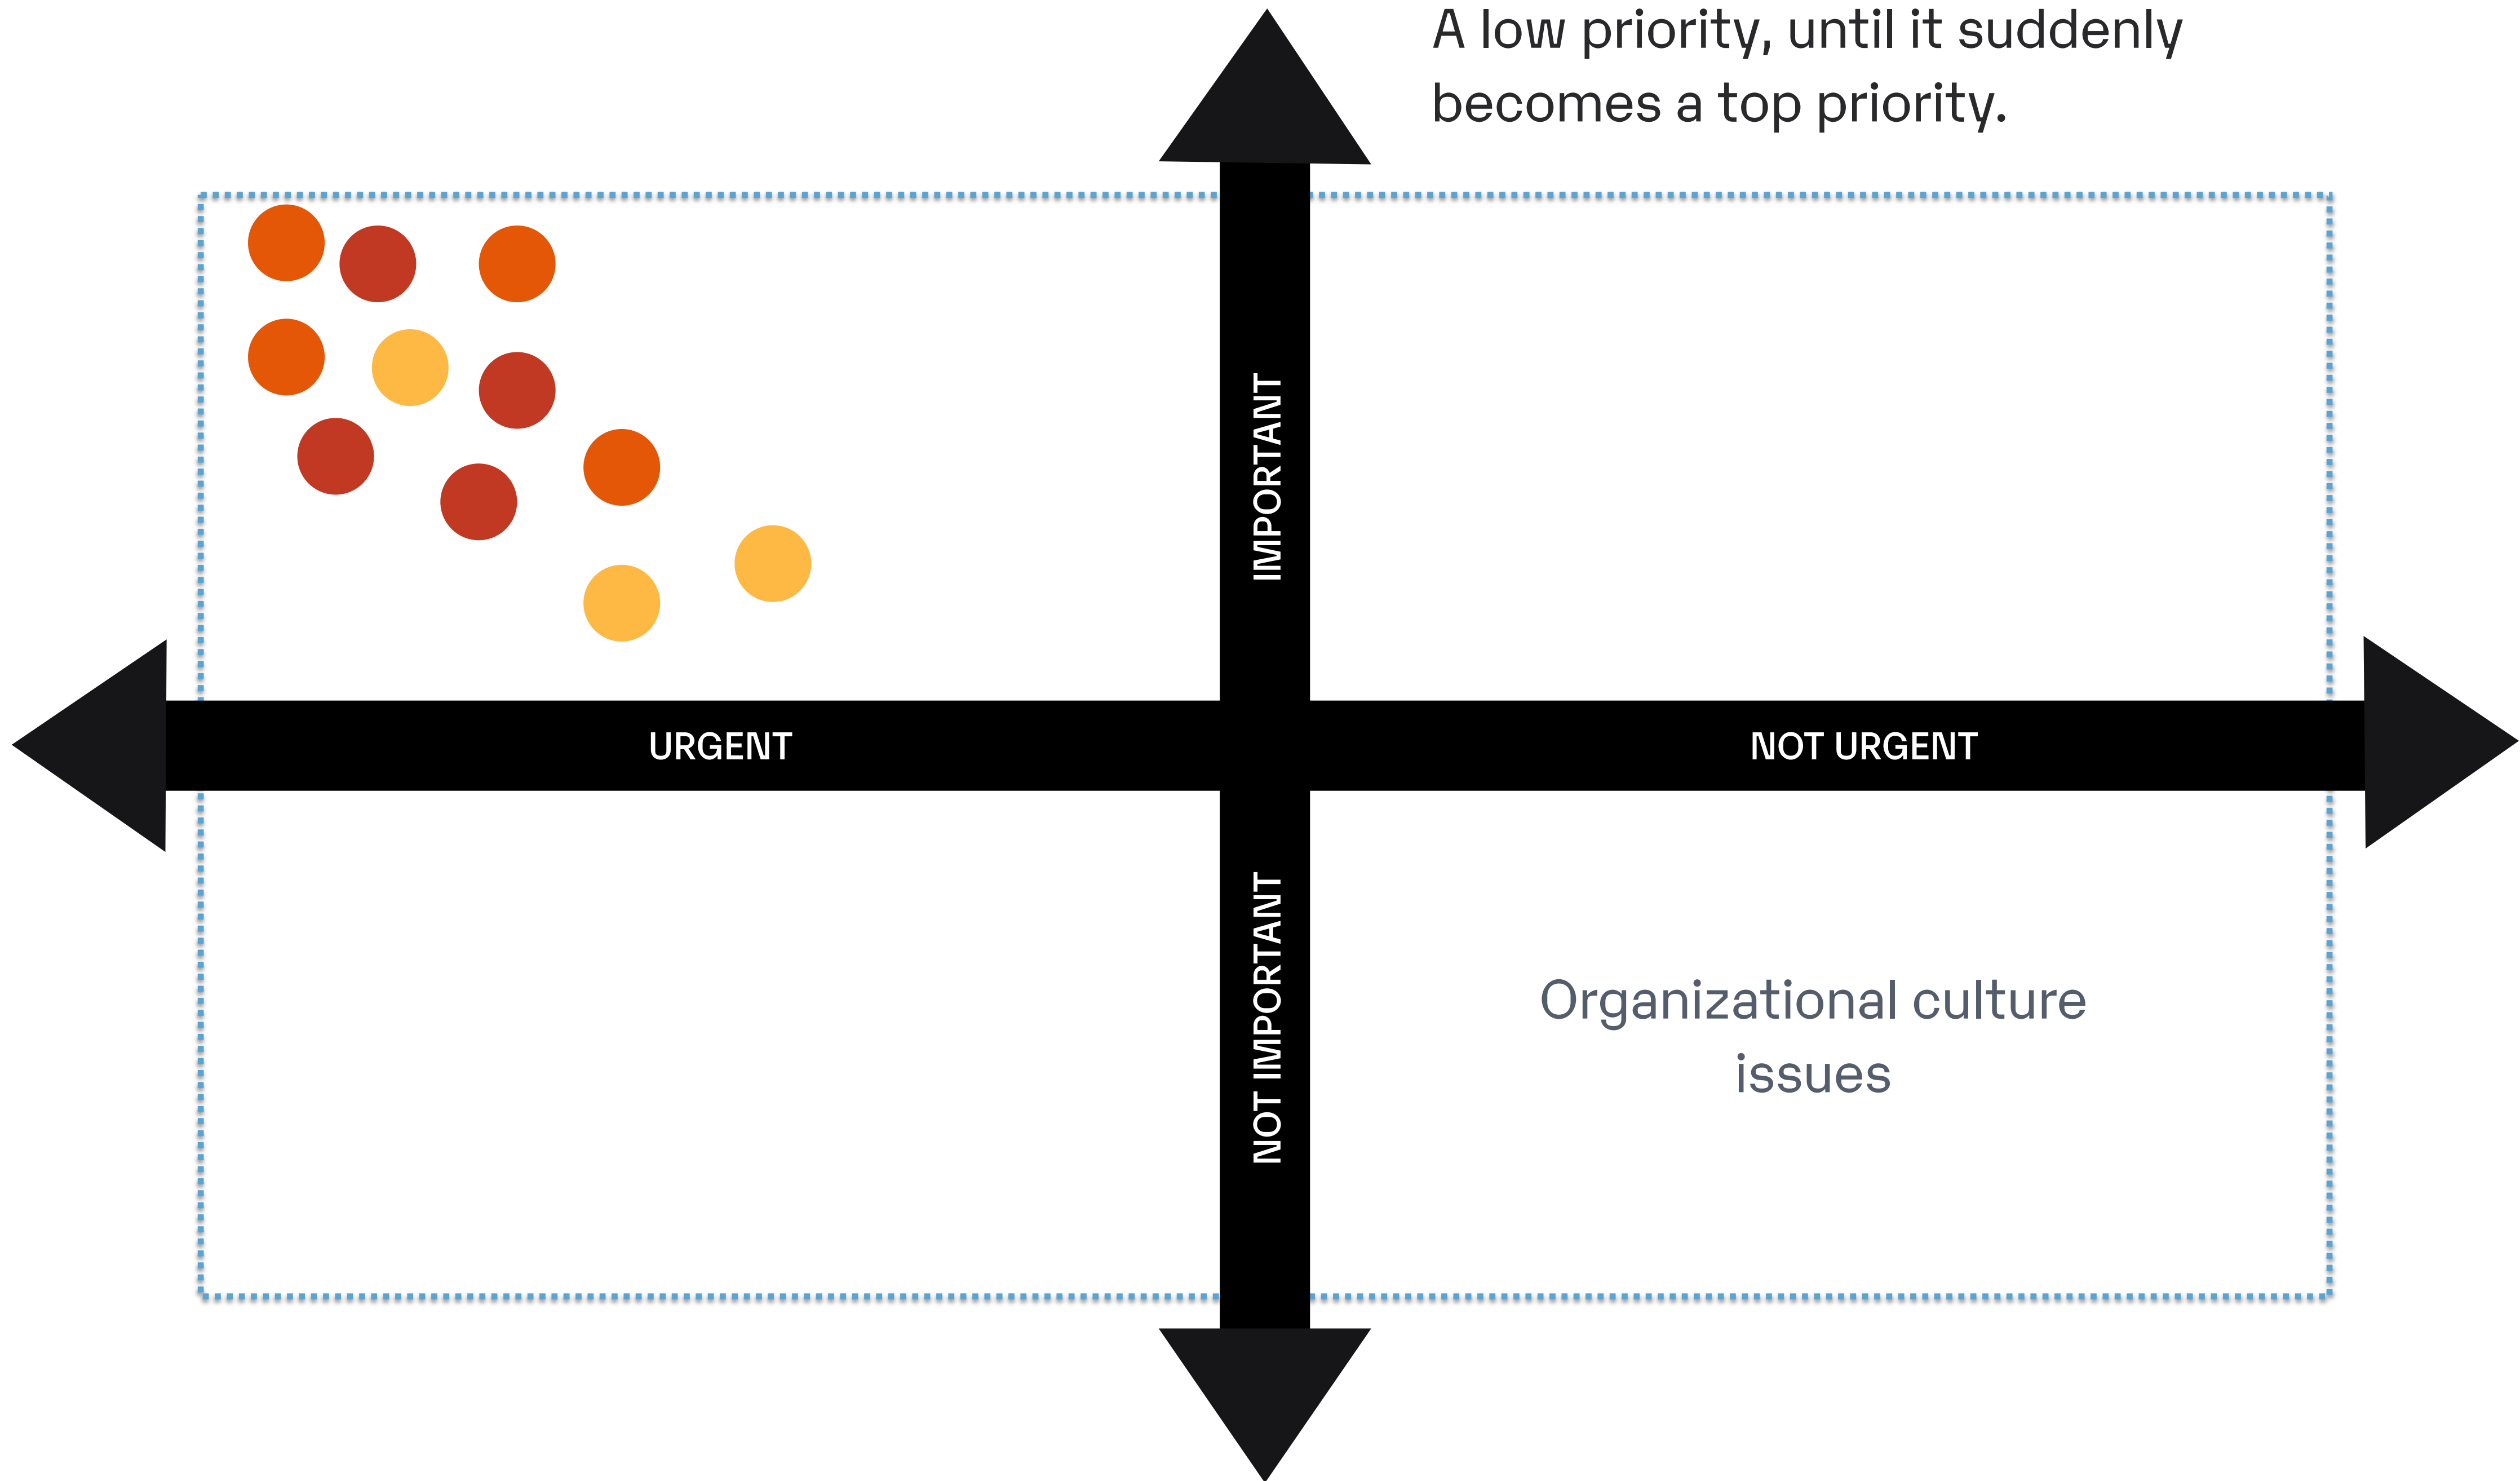 A low priority, until it suddenly
becomes a top priority.
IMPORTANT
URGENT
NOT URGENT
NOT IMPORTANT
Organizational culture
issues